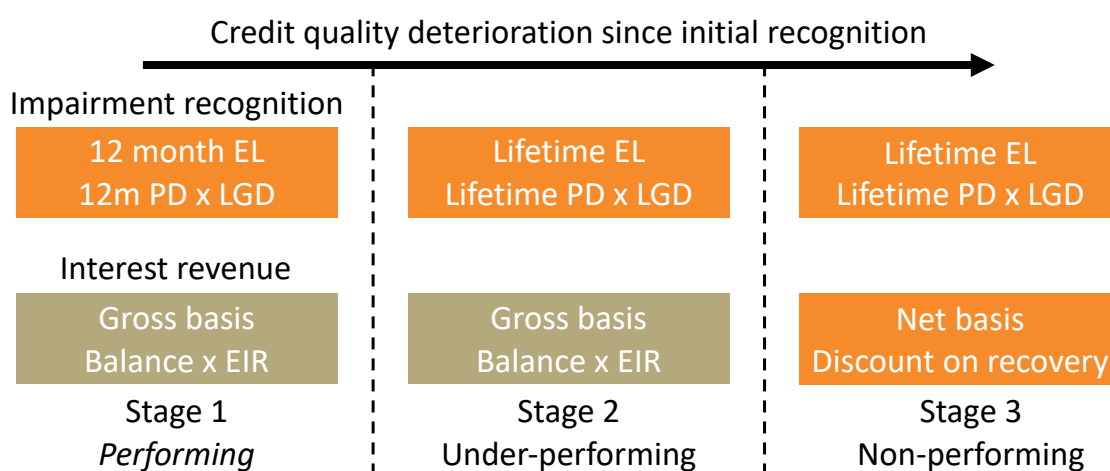 Credit quality deterioration since initial recognition
Impairment recognition
12 month EL
12m PD x LGD
Lifetime EL
Lifetime PD x LGD
Lifetime EL
Lifetime PD x LGD
Interest revenue
Gross basis
Balance x EIR
Gross basis
Balance x EIR
Net basis
Discount on recovery
Stage 1
Performing
Stage 2
Under-performing
Stage 3
Non-performing